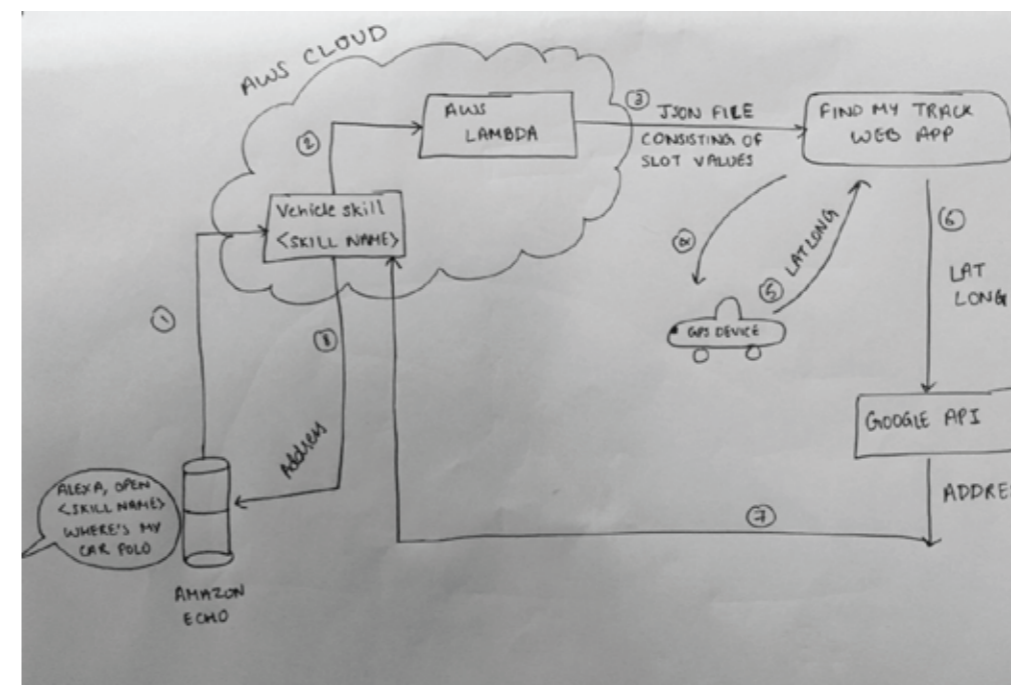 AWS CLOUD
AWS
LAMBDA
②
③
JSON FILE
CONSISTING OF
SLOT VALUES
FIND MY TRACK
WEB APP
Vehicle skill
<SKILL NAME>
⑤ LAT LONG
⑥
LAT
LONG
GPS DEVICE
①
⑧
Address
GOOGLE API
ADDRE
⑦
ALEXA, OPEN
<SKILL NAME>
WHERE'S MY
CAR POLO
AMAZON
ECHO